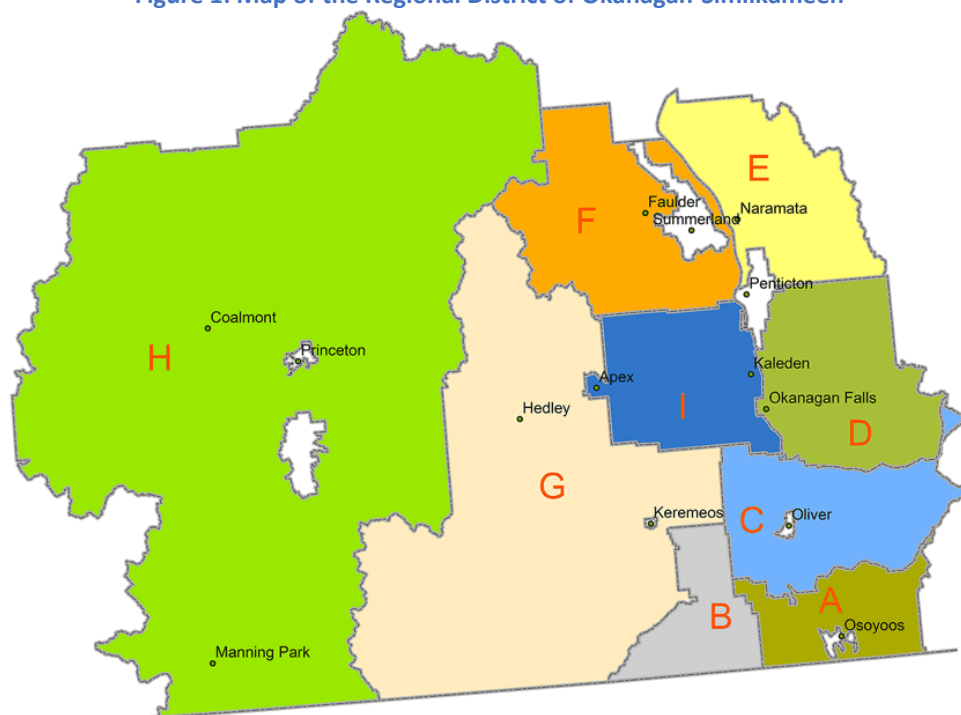 Figure 1: Map of the Regional District of Okanagan-Similkameen
E
Faulder
Naramata
F
Summerland
Penticton
Coalmont
H
Princeton
Kaleden
Apex
Hedley
I
Okanagan Falls
D
G
Keremeos
C
Oliver
B
A
Osoyoos
Manning Park